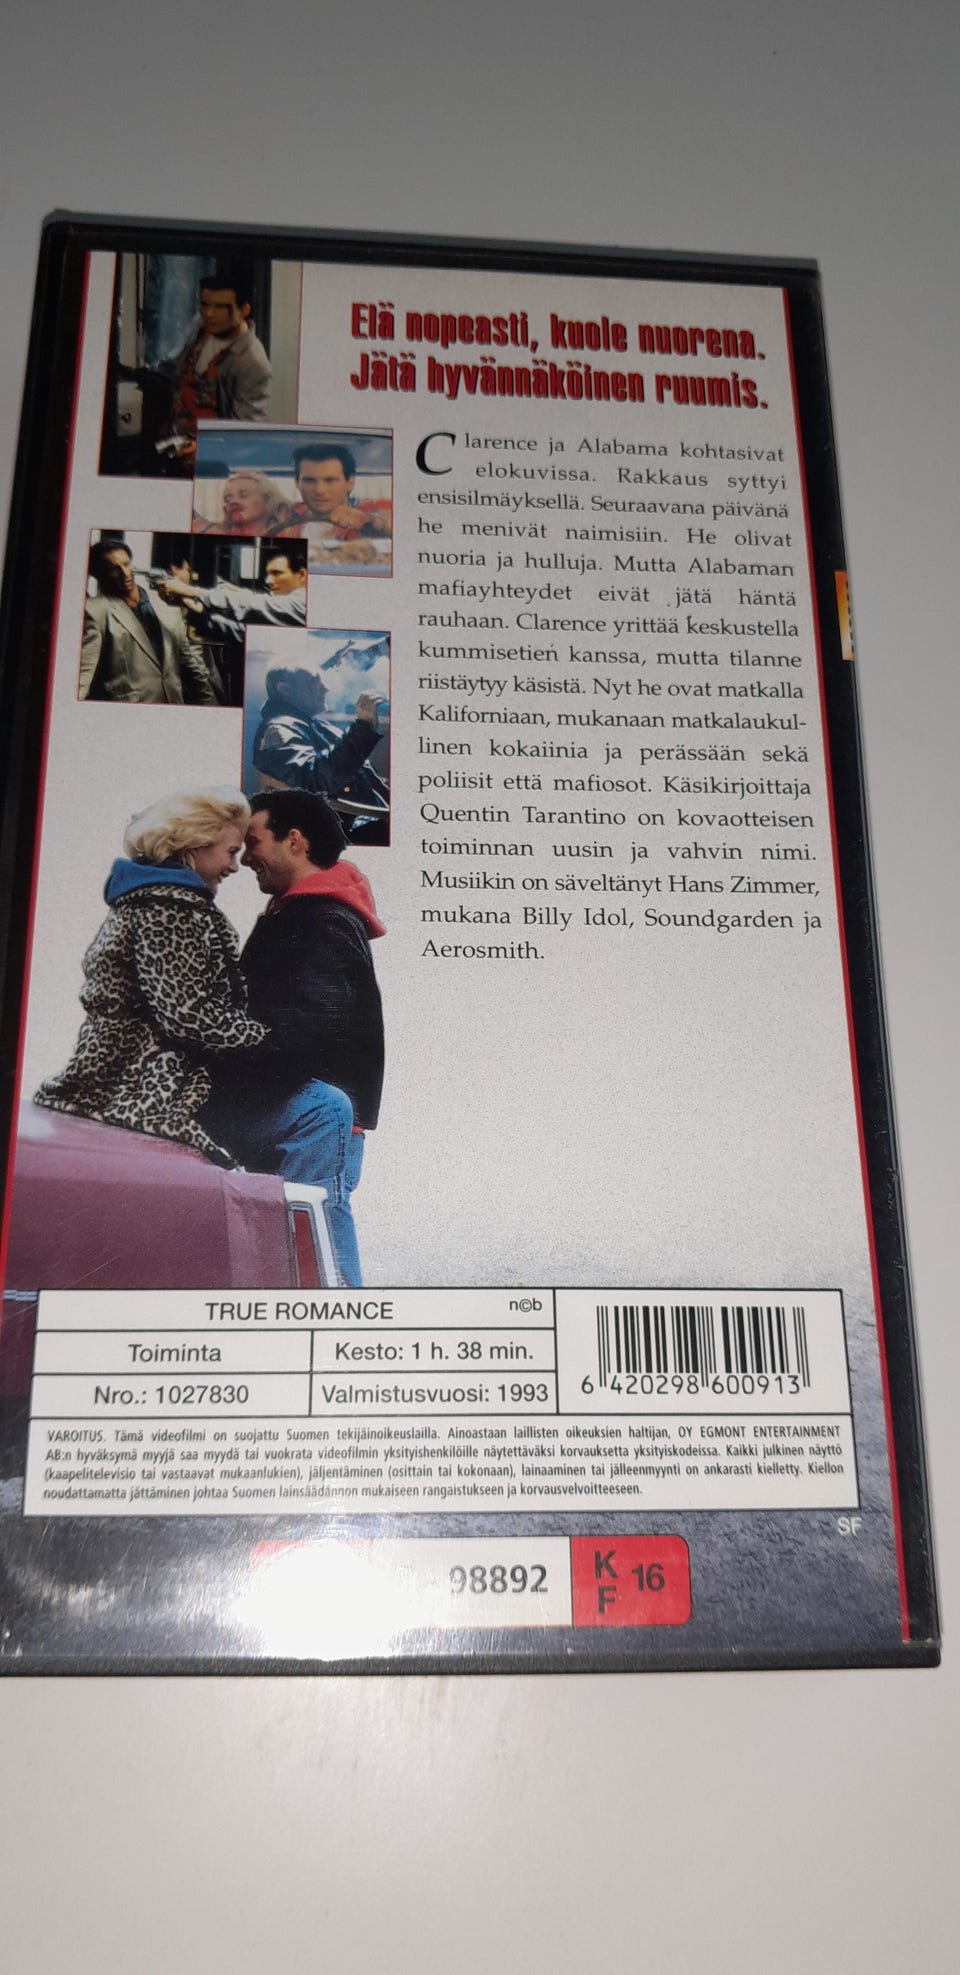 Elä nopeasti, kuole nuorena.
Jätä hyvännäköinen ruumis.
Clarence ja Alabama kohtasivat
elokuvissa. Rakkaus syttyi
ensisilmäyksellä. Seuraavana päivänä
he menivät naimisiin. He olivat
nuoria ja hulluja. Mutta Alabaman
mafiayhteydet eivät jätä häntä
rauhaan. Clarence yrittää keskustella
kummisetien kanssa, mutta tilanne
riistäytyy käsistä. Nyt he ovat matkalla
Kaliforniaan, mukanaan matkalaukul-
linen kokaiinia ja perässään sekä
poliisit että mafiosot. Käsikirjoittaja
Quentin Tarantino on kovaotteisen
toiminnan uusin ja vahvin nimi.
Musiikin on säveltänyt Hans Zimmer,
mukana Billy Idol, Soundgarden ja
Aerosmith.
TRUE ROMANCE n©b
Toiminta Kesto: 1 h. 38 min.
Nro.: 1027830 Valmistusvuosi: 1993
6 420298 600913
VAROITUS. Tämä videofilmi on suojattu Suomen tekijäinoikeuslailla. Ainoastaan laillisten oikeuksien haltijan, OY EGMONT ENTERTAINMENT
AB:n hyväksymä myyjä saa myydä tai vuokrata videofilmin yksityishenkilöille näytettäväksi korvauksetta yksityiskodeissa. Kaikki julkinen näyttö
(kaapelitelevisio tai vastaavat mukaanlukien), jäljentäminen (osittain tai kokonaan), lainaaminen tai jälleenmyynti on ankarasti kielletty. Kiellon
noudattamatta jättäminen johtaa Suomen lainsäädännön mukaiseen rangaistukseen ja korvausvelvoitteeseen.
SF
98892 K F 16